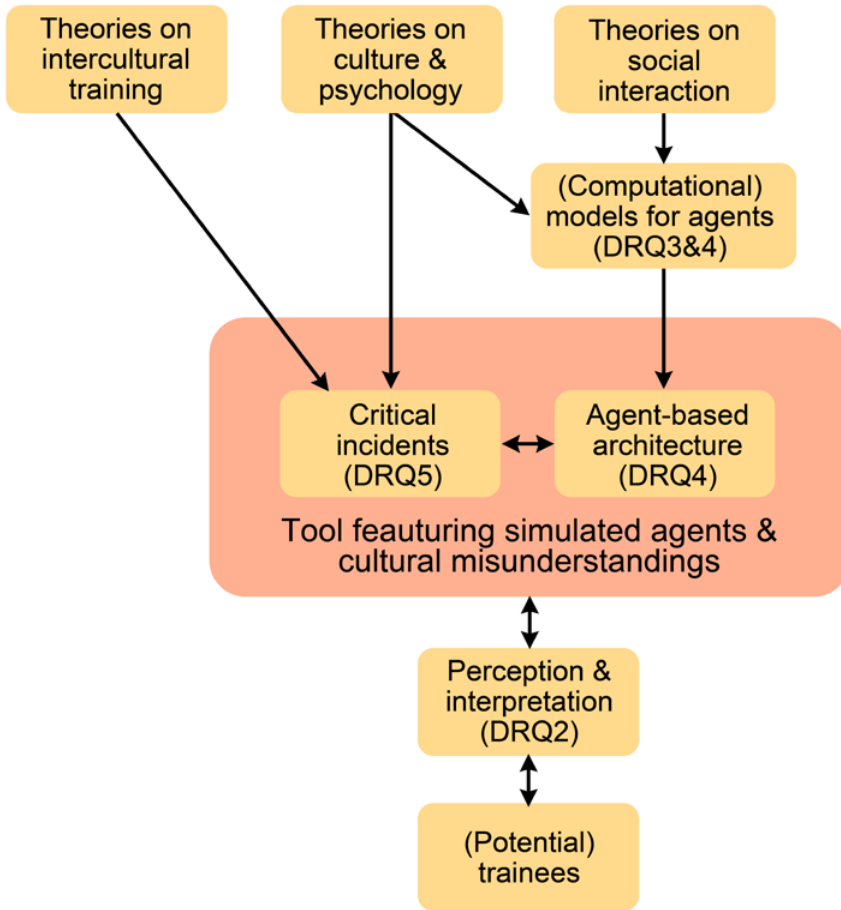 Theories on
intercultural
training
Theories on
culture &
psychology
Theories on
social
interaction
(Computational)
models for agents
(DRQ3&4)
Critical
incidents
(DRQ5)
Agent-based
architecture
(DRQ4)
Tool feauturing simulated agents &
cultural misunderstandings
Perception &
interpretation
(DRQ2)
(Potential)
trainees